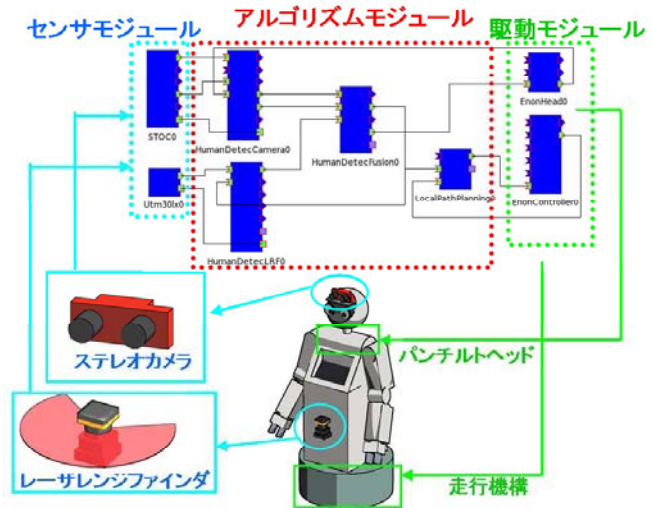 センサモジュール
アルゴリズムモジュール
駆動モジュール
STOC0
HumanDetecCamera0
HumanDetecFusion0
EnonHead0
Utm30lx0
HumanDetecLRF0
LocalPathPlanning0
EnonController0
ステレオカメラ
パンチルトヘッド
レーザレンジファインダ
走行機構